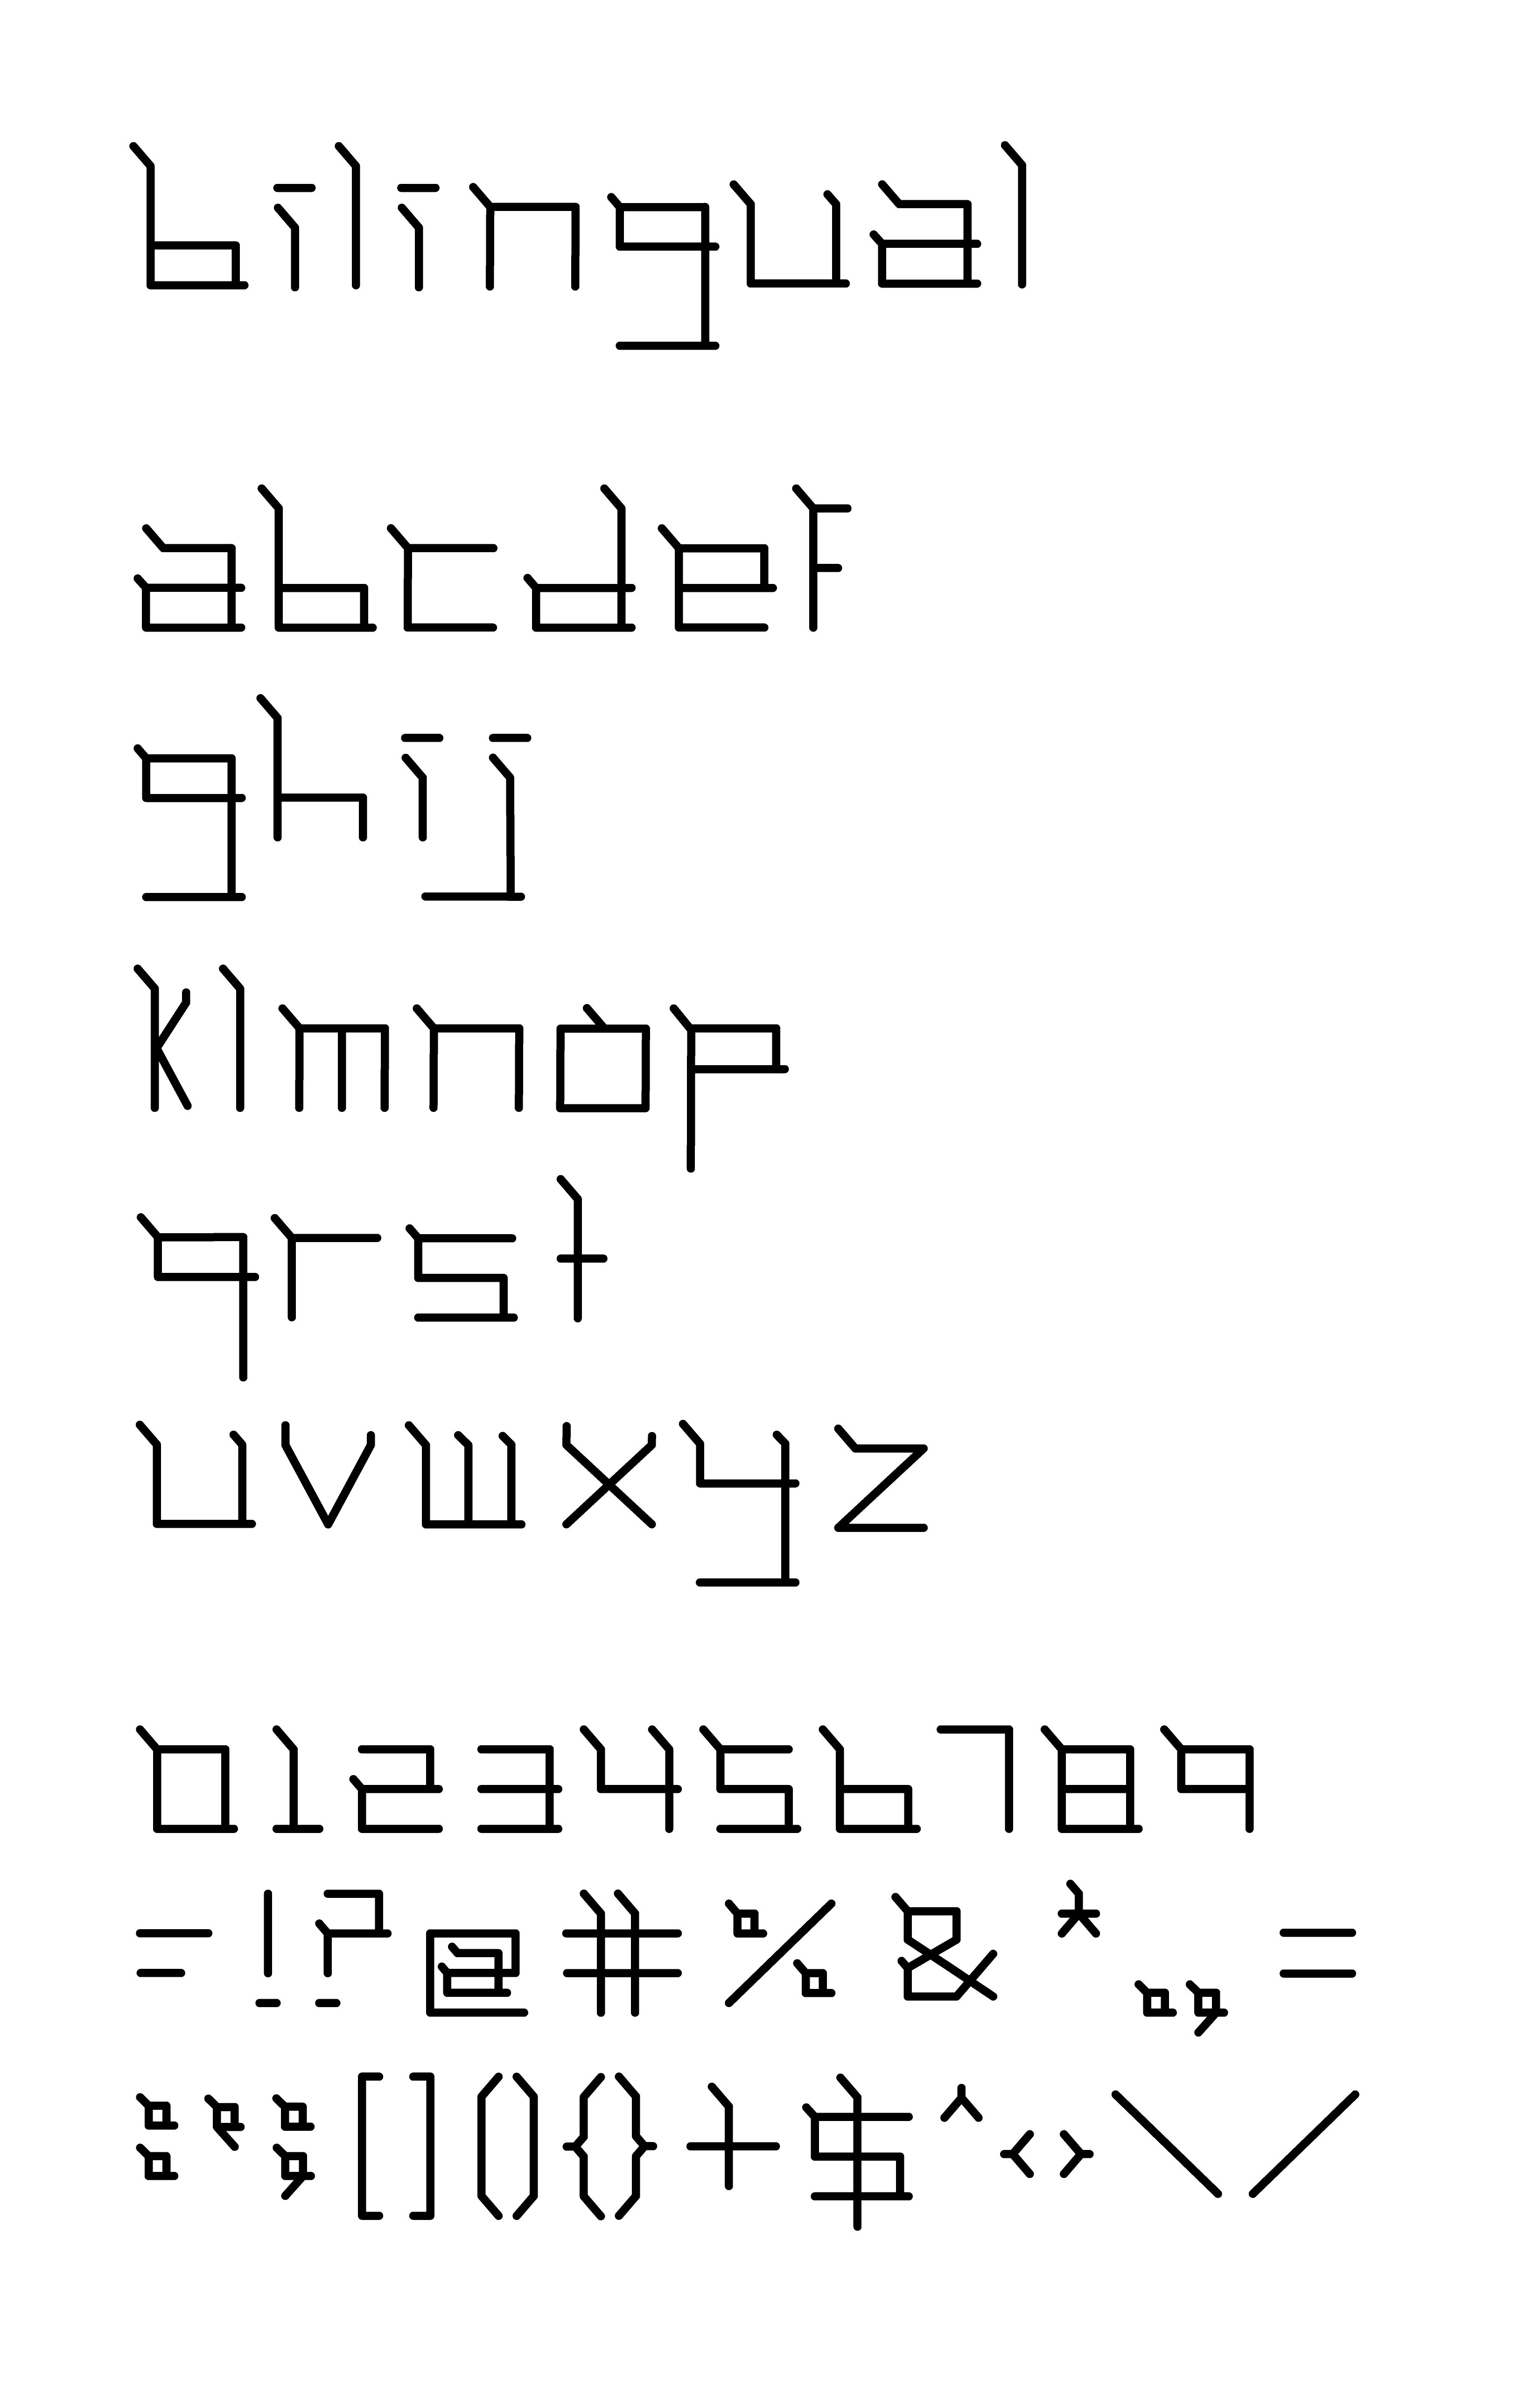 bilingual
abcdef
ghij
klmnop
qrst
uvwxyz
0123456789
=!?@#%&*.,=
:';[](){}+$^<>\/